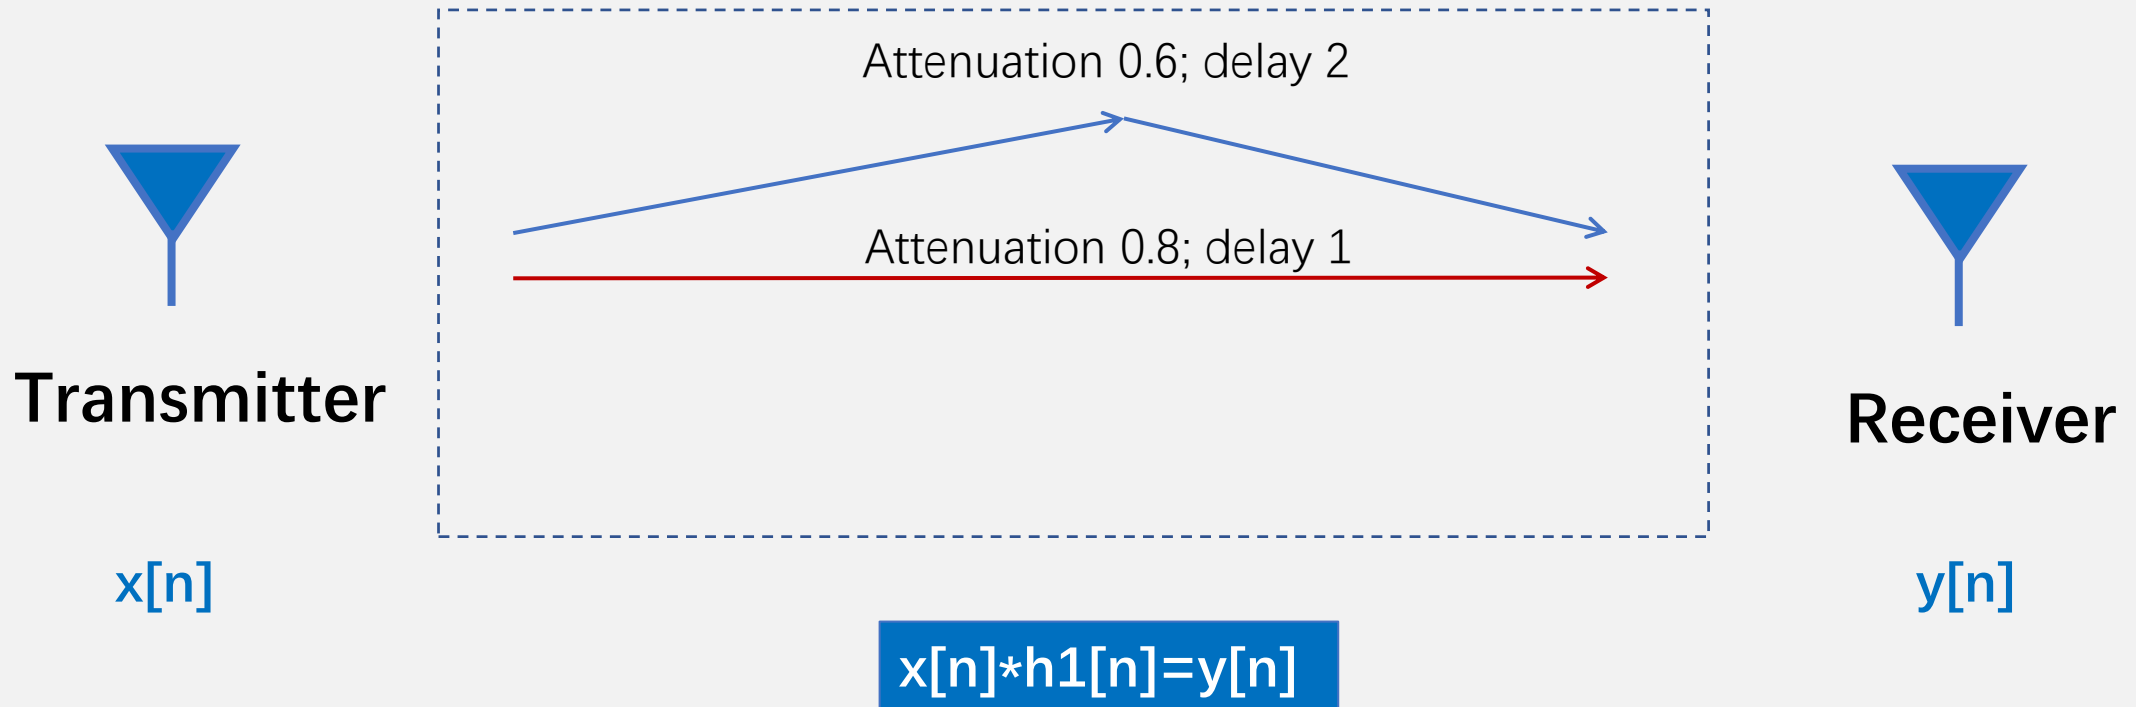 Attenuation 0.6; delay 2
Attenuation 0.8; delay 1
Transmitter
Receiver
x[n]
y[n]
x[n]*h1[n]=y[n]